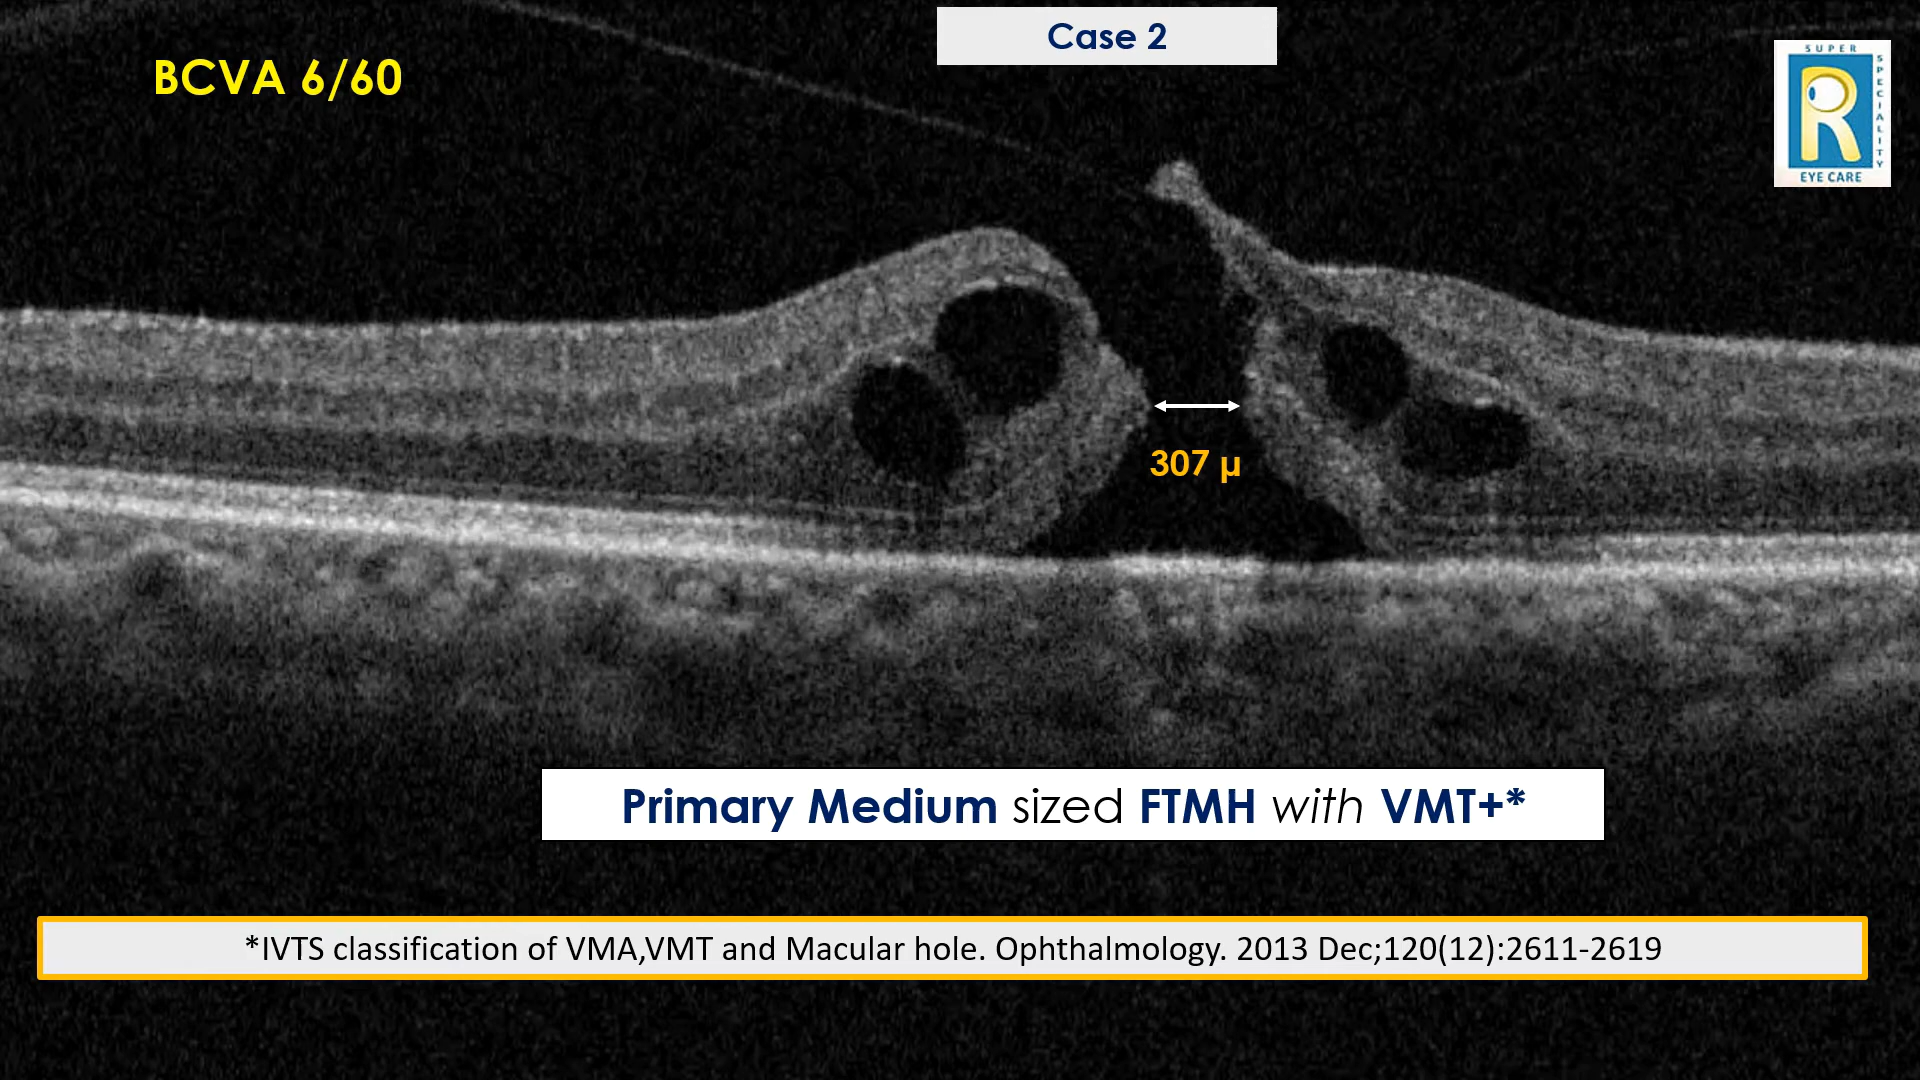 Case 2
BCVA 6/60
SUPER
SPECIALITY
R
EYE CARE
307 µ
Primary Medium sized FTMH with VMT+*
*IVTS classification of VMA,VMT and Macular hole. Ophthalmology. 2013 Dec;120(12):2611-2619